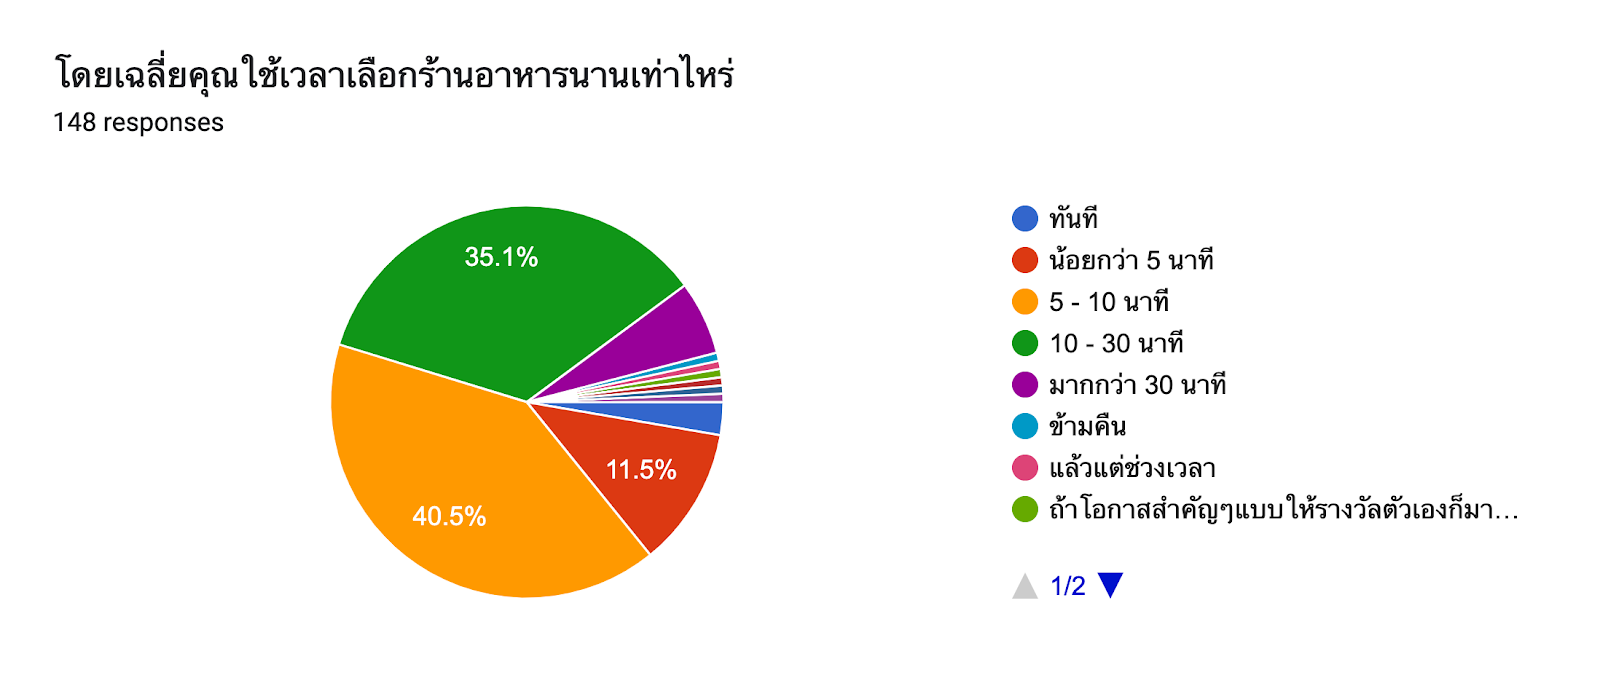 โดยเฉลี่ยคุณใช้เวลาเลือกร้านอาหารนานเท่าไหร่
148 responses
35.1%
11.5%
40.5%
ทันที
น้อยกว่า 5 นาที
5 - 10 นาที
10 - 30 นาที
มากกว่า 30 นาที
ข้ามคืน
แล้วแต่ช่วงเวลา
ถ้าโอกาสสำคัญๆแบบให้รางวัลตัวเองก็มา…
1/2